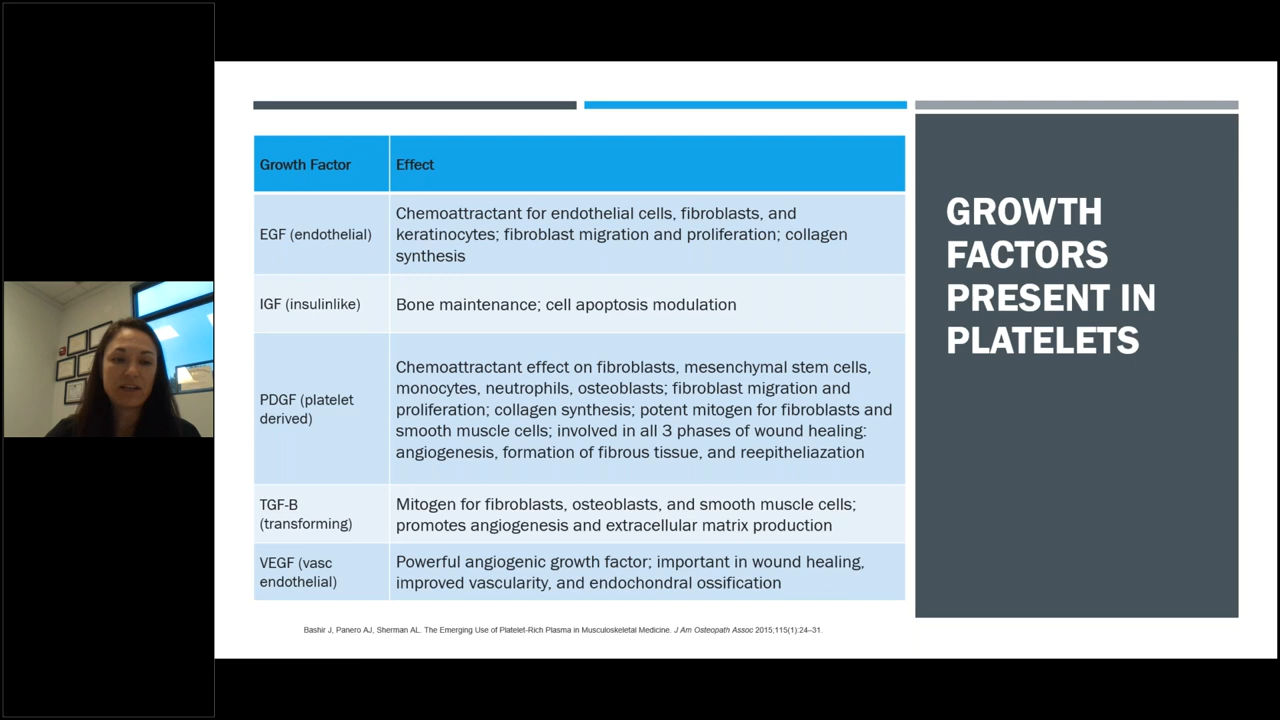 Growth Factor
Effect
EGF (endothelial)
Chemoattractant for endothelial cells, fibroblasts, and
keratinocytes; fibroblast migration and proliferation; collagen
synthesis
IGF (insulinlike)
Bone maintenance; cell apoptosis modulation
PDGF (platelet
derived)
Chemoattractant effect on fibroblasts, mesenchymal stem cells,
monocytes, neutrophils, osteoblasts; fibroblast migration and
proliferation; collagen synthesis; potent mitogen for fibroblasts and
smooth muscle cells; involved in all 3 phases of wound healing:
angiogenesis, formation of fibrous tissue, and reepitheliazation
TGF-B
(transforming)
Mitogen for fibroblasts, osteoblasts, and smooth muscle cells;
promotes angiogenesis and extracellular matrix production
VEGF (vasc
endothelial)
Powerful angiogenic growth factor; important in wound healing,
improved vascularity, and endochondral ossification
Bashir J, Panero AJ, Sherman AL. The Emerging Use of Platelet-Rich Plasma in Musculoskeletal Medicine. J Am Osteopath Assoc 2015;115(1):24–31.
GROWTH
FACTORS
PRESENT IN
PLATELETS